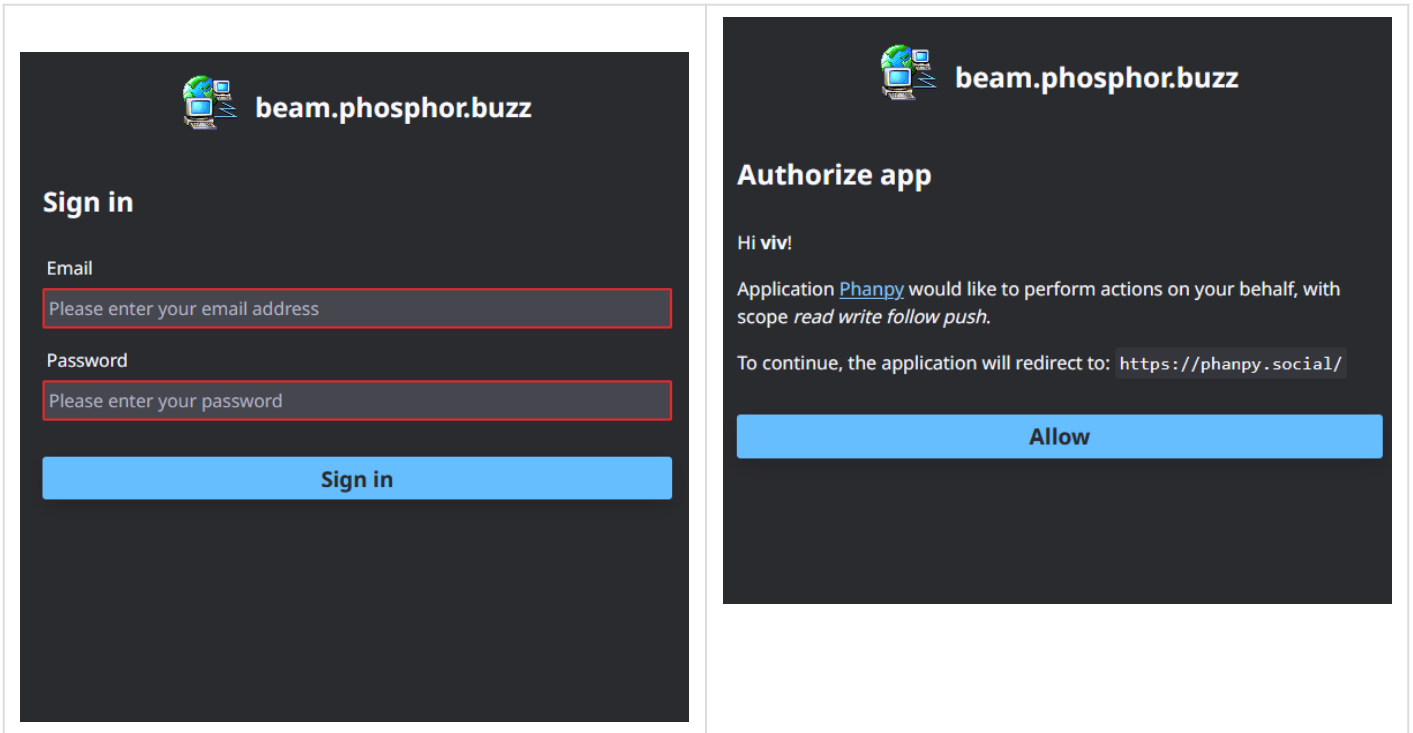 beam.phosphor.buzz
Sign in
Email
Please enter your email address
Password
Please enter your password
Sign in
beam.phosphor.buzz
Authorize app
Hi viv!
Application Phanpy would like to perform actions on your behalf, with
scope read write follow push.
To continue, the application will redirect to: https://phanpy.social/
Allow